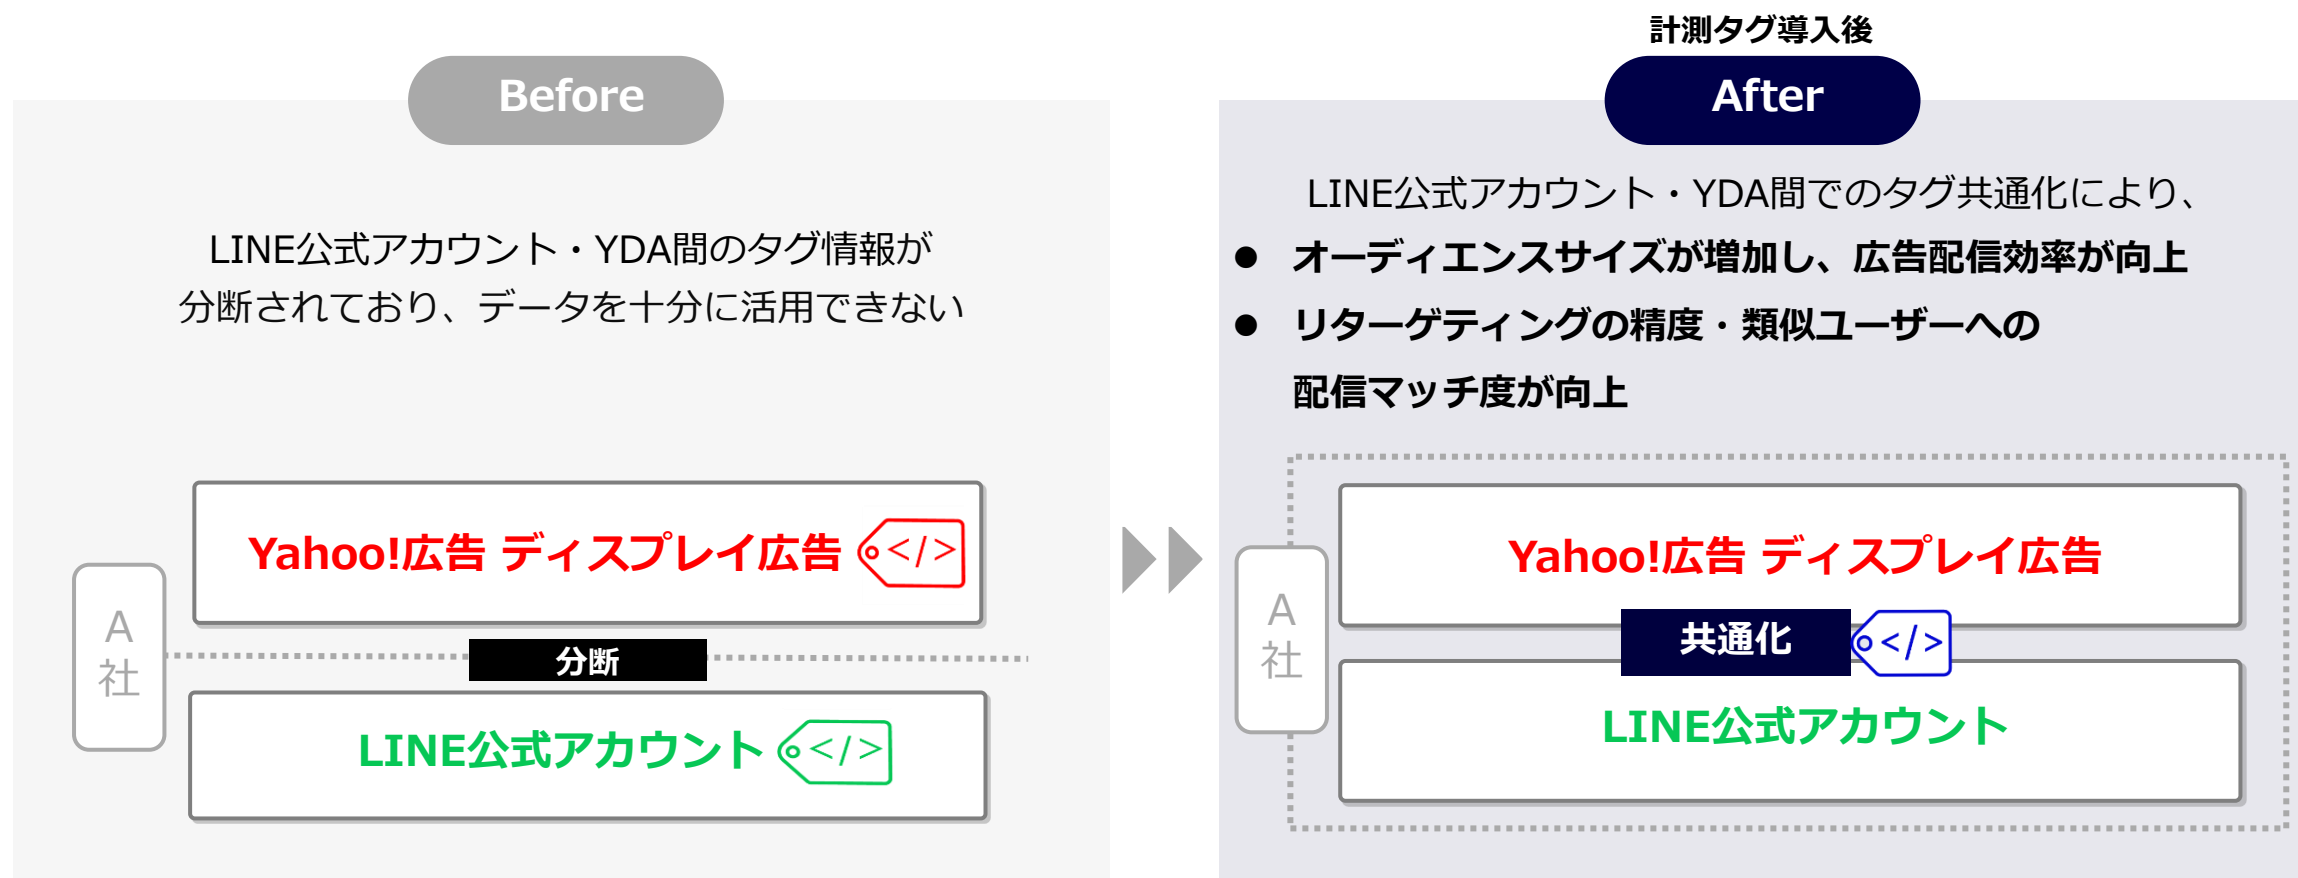 Before
LINE公式アカウント・YDA間のタグ情報が
分断されており、データを十分に活用できない
Yahoo!広告 ディスプレイ広告 </>
A
社
分断
LINE公式アカウント </>
計測タグ導入後
After
LINE公式アカウント・YDA間でのタグ共通化により、
● オーディエンスサイズが増加し、広告配信効率が向上
● リターゲティングの精度・類似ユーザーへの
配信マッチ度が向上
Yahoo!広告 ディスプレイ広告
A
社
共通化 </>
LINE公式アカウント